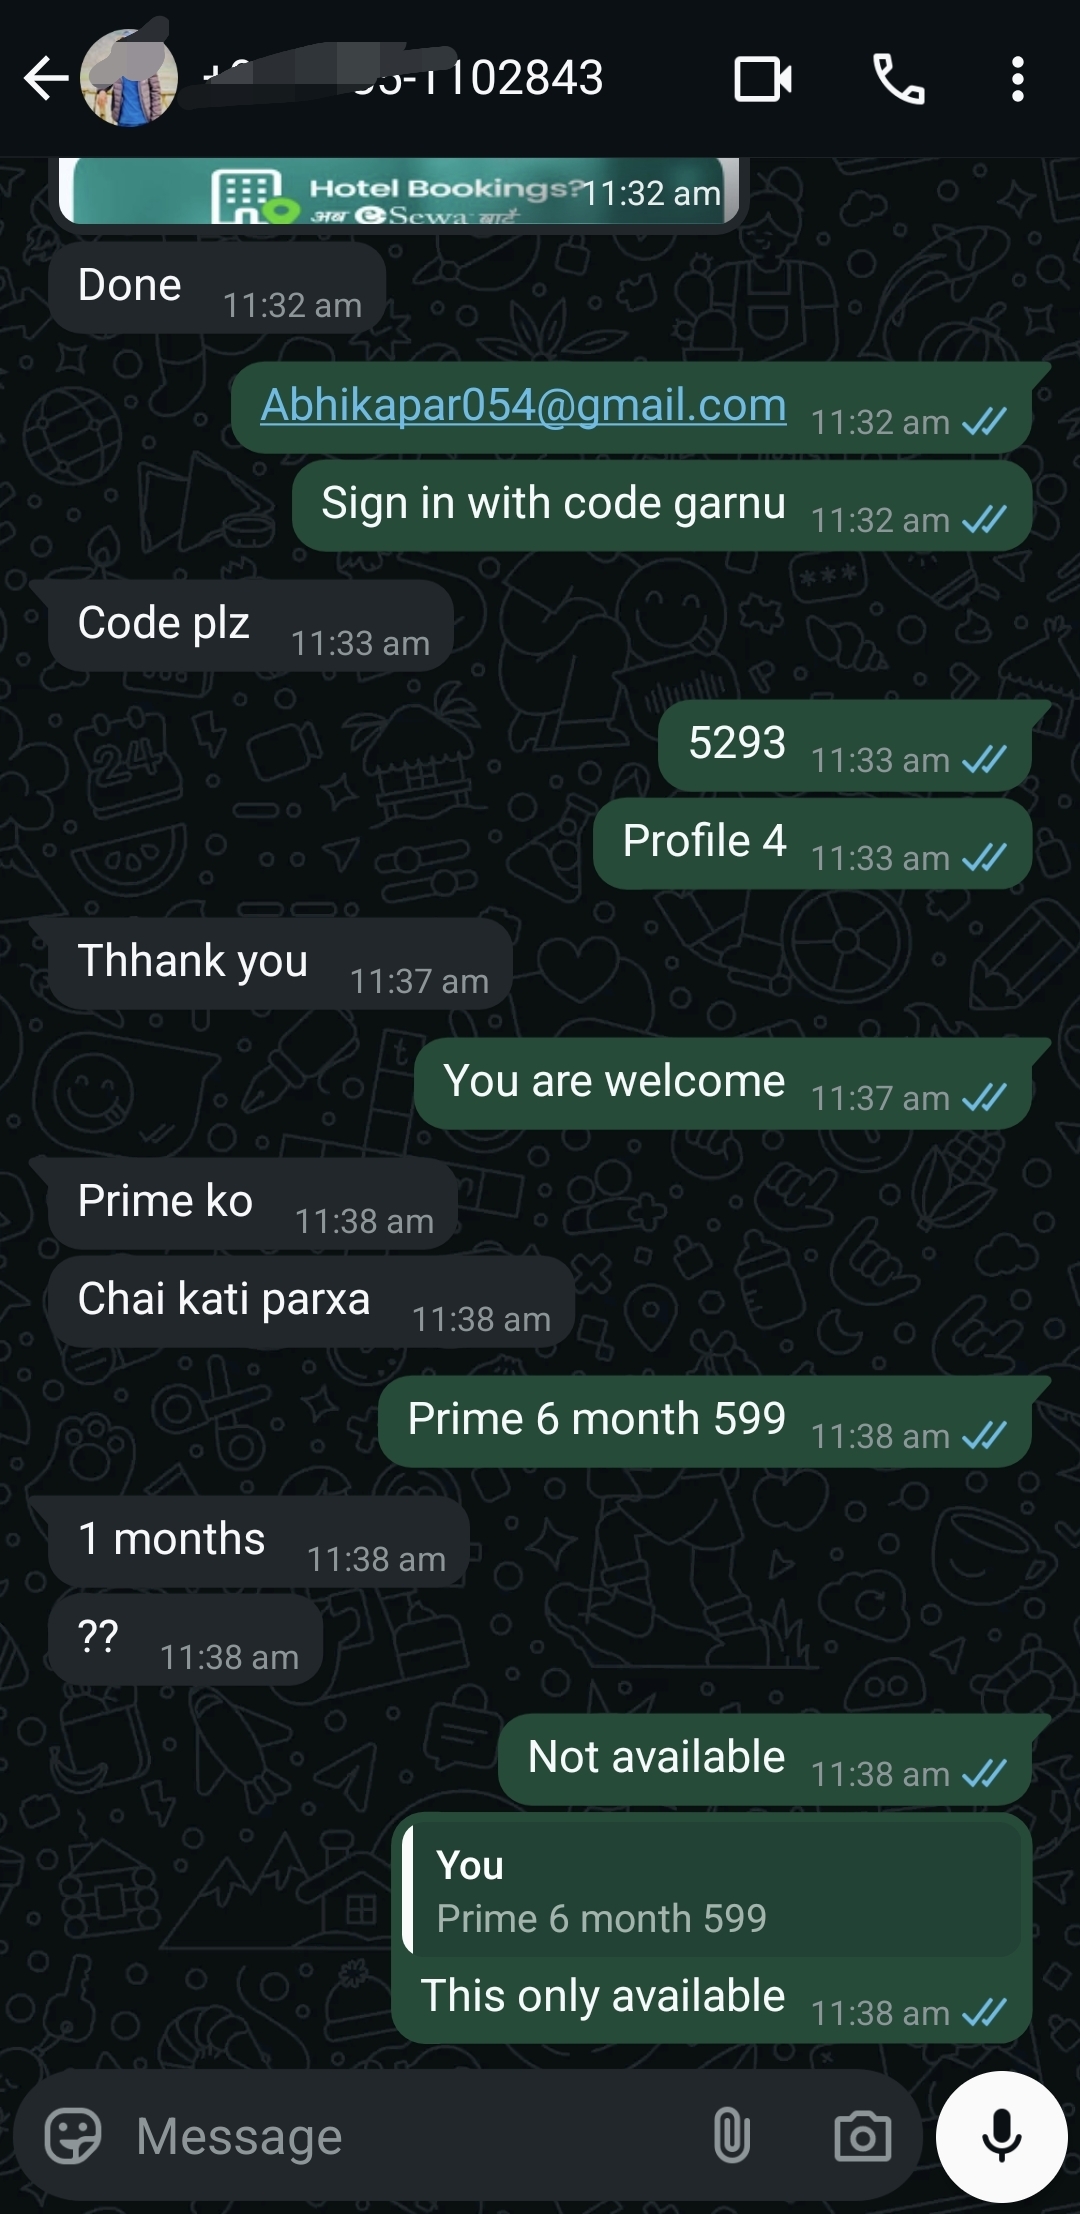 5-1102843
Hotel Bookings?
11:32 am
अब eSewa बाटै
Done 11:32 am
Abhikapar054@gmail.com 11:32 am
Sign in with code garnu 11:32 am
Code plz 11:33 am
5293 11:33 am
Profile 4 11:33 am
Thhank you 11:37 am
You are welcome 11:37 am
Prime ko 11:38 am
Chai kati parxa 11:38 am
Prime 6 month 599 11:38 am
1 months 11:38 am
?? 11:38 am
Not available 11:38 am
You
Prime 6 month 599
This only available 11:38 am
Message